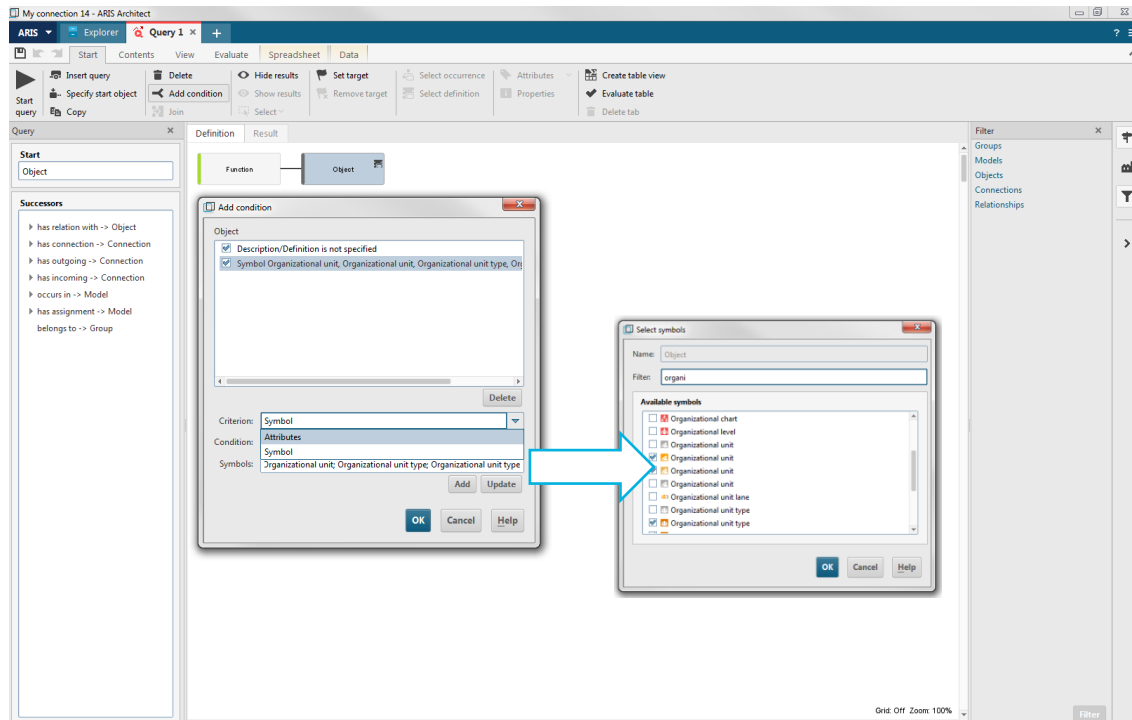 My connection 14 - ARIS Architect
ARIS Explorer Query 1 × +
?
Start Contents View Evaluate Spreadsheet Data
Start query
Insert query
Specify start object
Copy
Delete
Add condition
Join
Hide results
Show results
Select
Set target
Remove target
Select occurrence
Select definition
Attributes
Properties
Create table view
Evaluate table
Delete tab
Query ×
Start
Object
Successors
has relation with -> Object
has connection -> Connection
has outgoing -> Connection
has incoming -> Connection
occurs in -> Model
has assignment -> Model
belongs to -> Group
Definition Result
Function Object
Add condition
Object
Description/Definition is not specified
Symbol Organizational unit, Organizational unit, Organizational unit type, Or
Delete
Criterion: Symbol
Attributes
Condition:
Symbol
Symbols: Organizational unit; Organizational unit type; Organizational unit type
Add Update
OK Cancel Help
Select symbols
Name: Object
Filter: organi
Available symbols
Organizational chart
Organizational level
Organizational unit
Organizational unit
Organizational unit
Organizational unit
Organizational unit lane
Organizational unit type
Organizational unit type
OK Cancel Help
Filter ×
Groups
Models
Objects
Connections
Relationships
Grid: Off Zoom: 100%
Filter